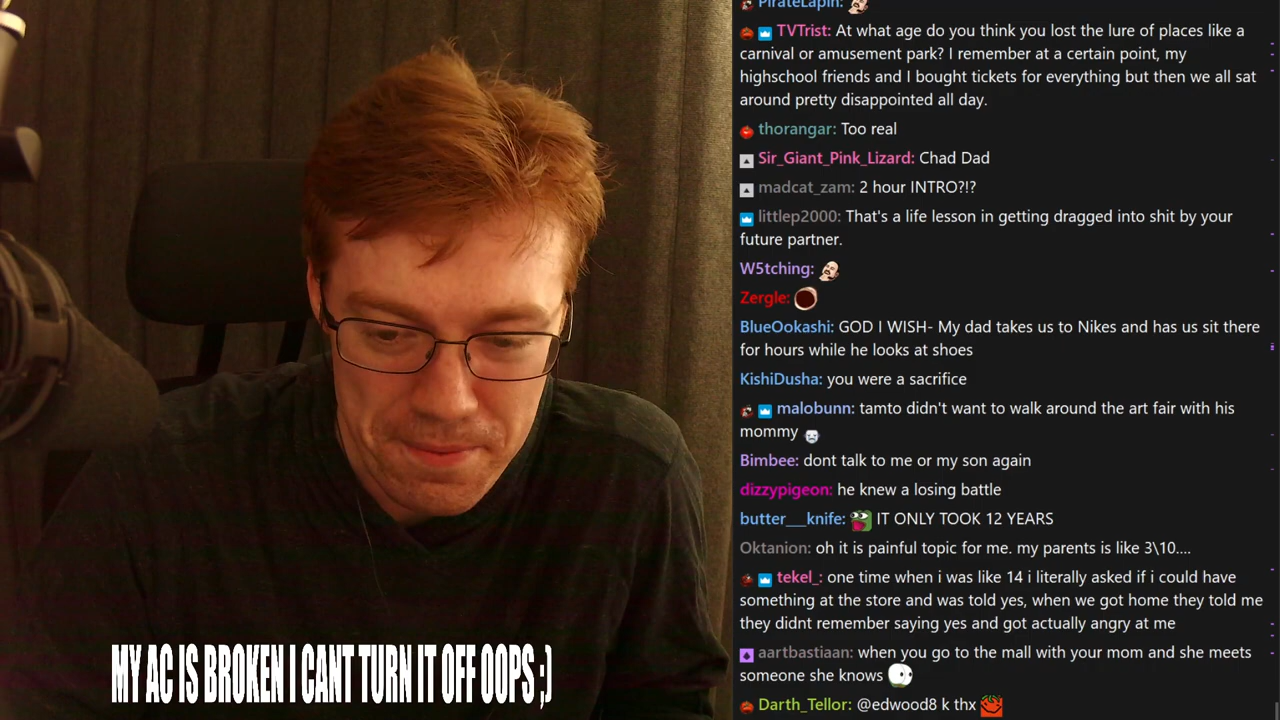 PirateLapin:
TVTrist: At what age do you think you lost the lure of places like a
carnival or amusement park? I remember at a certain point, my
highschool friends and I bought tickets for everything but then we all sat
around pretty disappointed all day.
thorangar: Too real
Sir_Giant_Pink_Lizard: Chad Dad
madcat_zam: 2 hour INTRO?!?
littlep2000: That's a life lesson in getting dragged into shit by your
future partner.
W5tching:
Zergle:
BlueOokashi: GOD I WISH- My dad takes us to Nikes and has us sit there
for hours while he looks at shoes
KishiDusha: you were a sacrifice
malobunn: tamto didn't want to walk around the art fair with his
mommy
Bimbee: dont talk to me or my son again
dizzypigeon: he knew a losing battle
butter___knife: IT ONLY TOOK 12 YEARS
Oktanion: oh it is painful topic for me. my parents is like 3\10....
tekel_: one time when i was like 14 i literally asked if i could have
something at the store and was told yes, when we got home they told me
they didnt remember saying yes and got actually angry at me
aartbastiaan: when you go to the mall with your mom and she meets
someone she knows
Darth_Tellor: @edwood8 k thx
MY AC IS BROKEN I CANT TURN IT OFF OOPS ;)